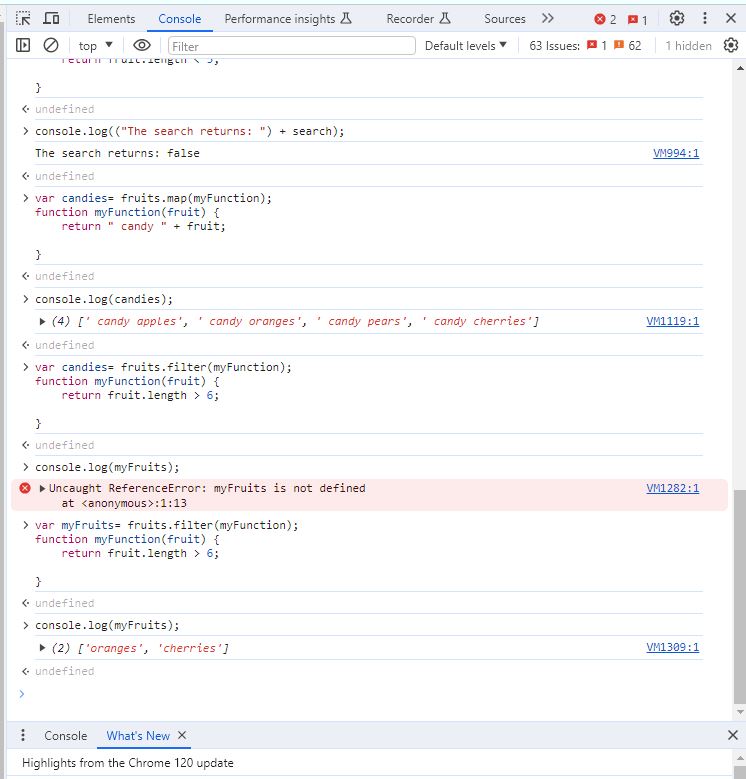 Elements Console Performance insights Recorder Sources 2 1
top Filter Default levels 63 Issues: 1 62 1 hidden
return fruit.length < 5;
}
undefined
console.log(("The search returns: ") + search);
The search returns: false VM994:1
undefined
var candies= fruits.map(myFunction);
function myFunction(fruit) {
return " candy " + fruit;
}
undefined
console.log(candies);
(4) [' candy apples', ' candy oranges', ' candy pears', ' candy cherries'] VM1119:1
undefined
var candies= fruits.filter(myFunction);
function myFunction(fruit) {
return fruit.length > 6;
}
undefined
console.log(myFruits);
Uncaught ReferenceError: myFruits is not defined VM1282:1
at <anonymous>:1:13
var myFruits= fruits.filter(myFunction);
function myFunction(fruit) {
return fruit.length > 6;
}
undefined
console.log(myFruits);
(2) ['oranges', 'cherries'] VM1309:1
undefined
Console What's New
Highlights from the Chrome 120 update